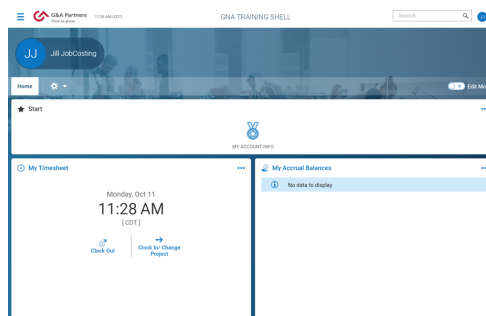 G&A Partners
Time to grow.
11:26 AM (CDT)
GNA TRAINING SHELL
Search
JJ
JJ
Jill JobCosting
Home
Edit Mo
Start
MY ACCOUNT INFO
My Timesheet
Monday, Oct 11
11:28 AM
[ CDT ]
Clock Out
Clock In/ Change
Project
My Accrual Balances
No data to display